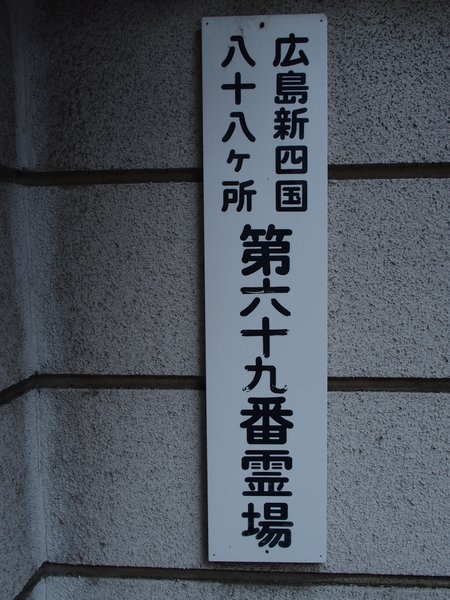 広島新四国
八十八ヶ所
第六十九番霊場